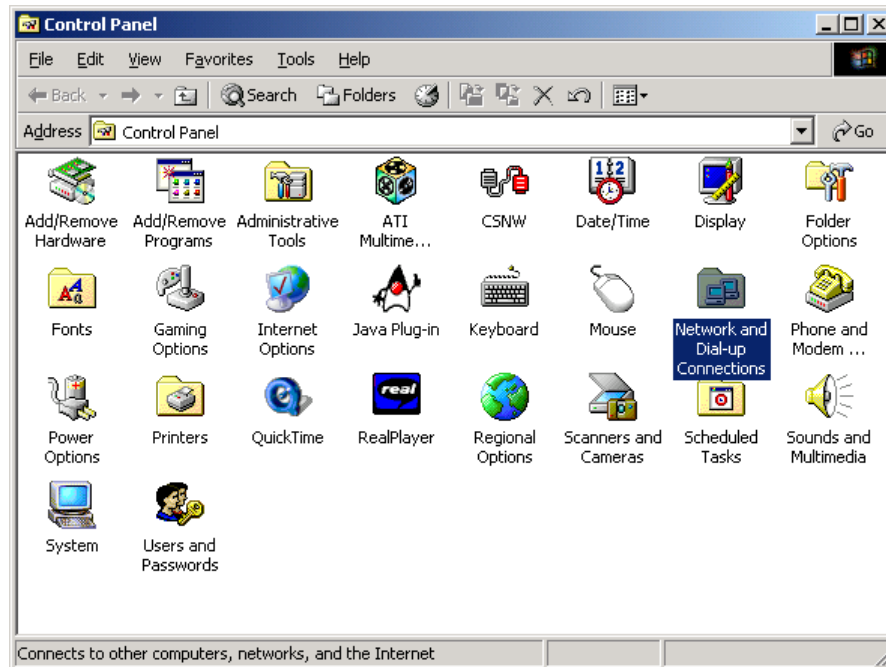 Control Panel
File Edit View Favorites Tools Help
Back Search Folders
Address Control Panel Go
Add/Remove
Hardware
Add/Remove
Programs
Administrative
Tools
ATI
Multime...
CSNW
1 2
Date/Time
Display
Folder
Options
Fonts
Gaming
Options
Internet
Options
Java Plug-in
Keyboard
Mouse
Network and
Dial-up
Connections
Phone and
Modem ...
Power
Options
Printers
QuickTime
real
RealPlayer
Regional
Options
Scanners and
Cameras
Scheduled
Tasks
Sounds and
Multimedia
System
Users and
Passwords
Connects to other computers, networks, and the Internet